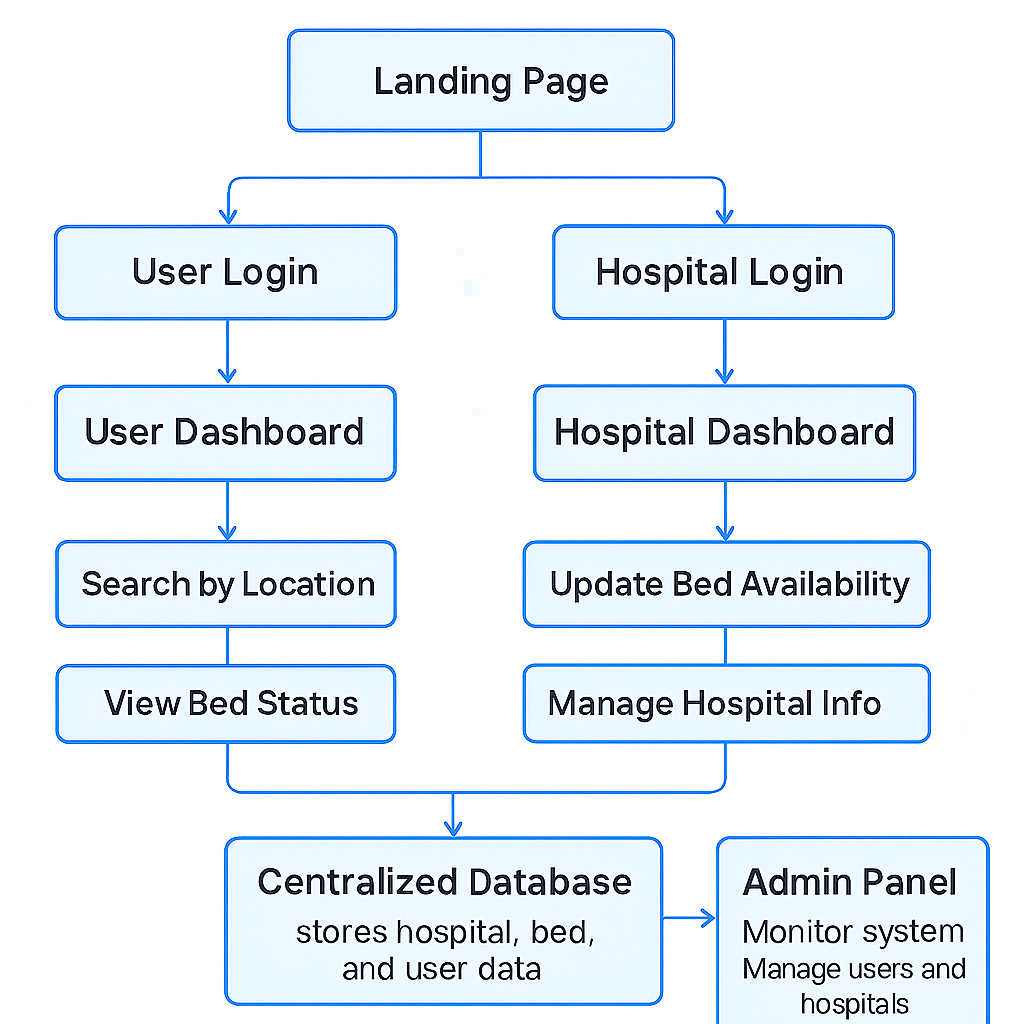 Landing Page
User Login
Hospital Login
User Dashboard
Hospital Dashboard
Search by Location
Update Bed Availability
View Bed Status
Manage Hospital Info
Centralized Database
stores hospital, bed,
and user data
Admin Panel
Monitor system
Manage users and
hospitals